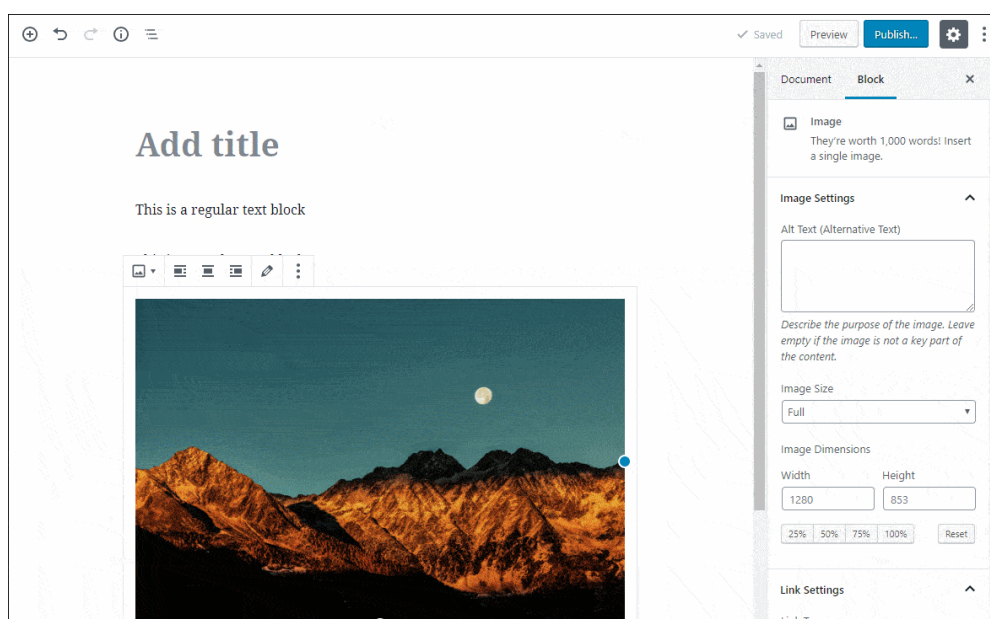 Saved Preview Publish...
Document Block
Image
They're worth 1,000 words! Insert
a single image.
Add title
This is a regular text block
Image Settings
Alt Text (Alternative Text)
Describe the purpose of the image. Leave
empty if the image is not a key part of
the content.
Image Size
Full
Image Dimensions
Width Height
1280 853
25% 50% 75% 100% Reset
Link Settings